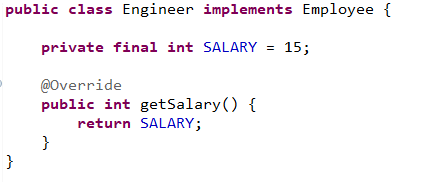 public class Engineer implements Employee {
private final int SALARY = 15;
@Override
public int getSalary() {
return SALARY;
}
}